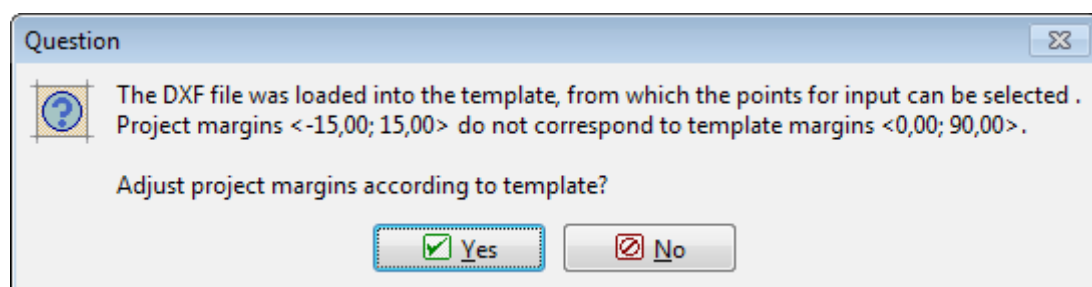 Question
The DXF file was loaded into the template, from which the points for input can be selected .
Project margins <-15,00; 15,00> do not correspond to template margins <0,00; 90,00>.
Adjust project margins according to template?
Yes No